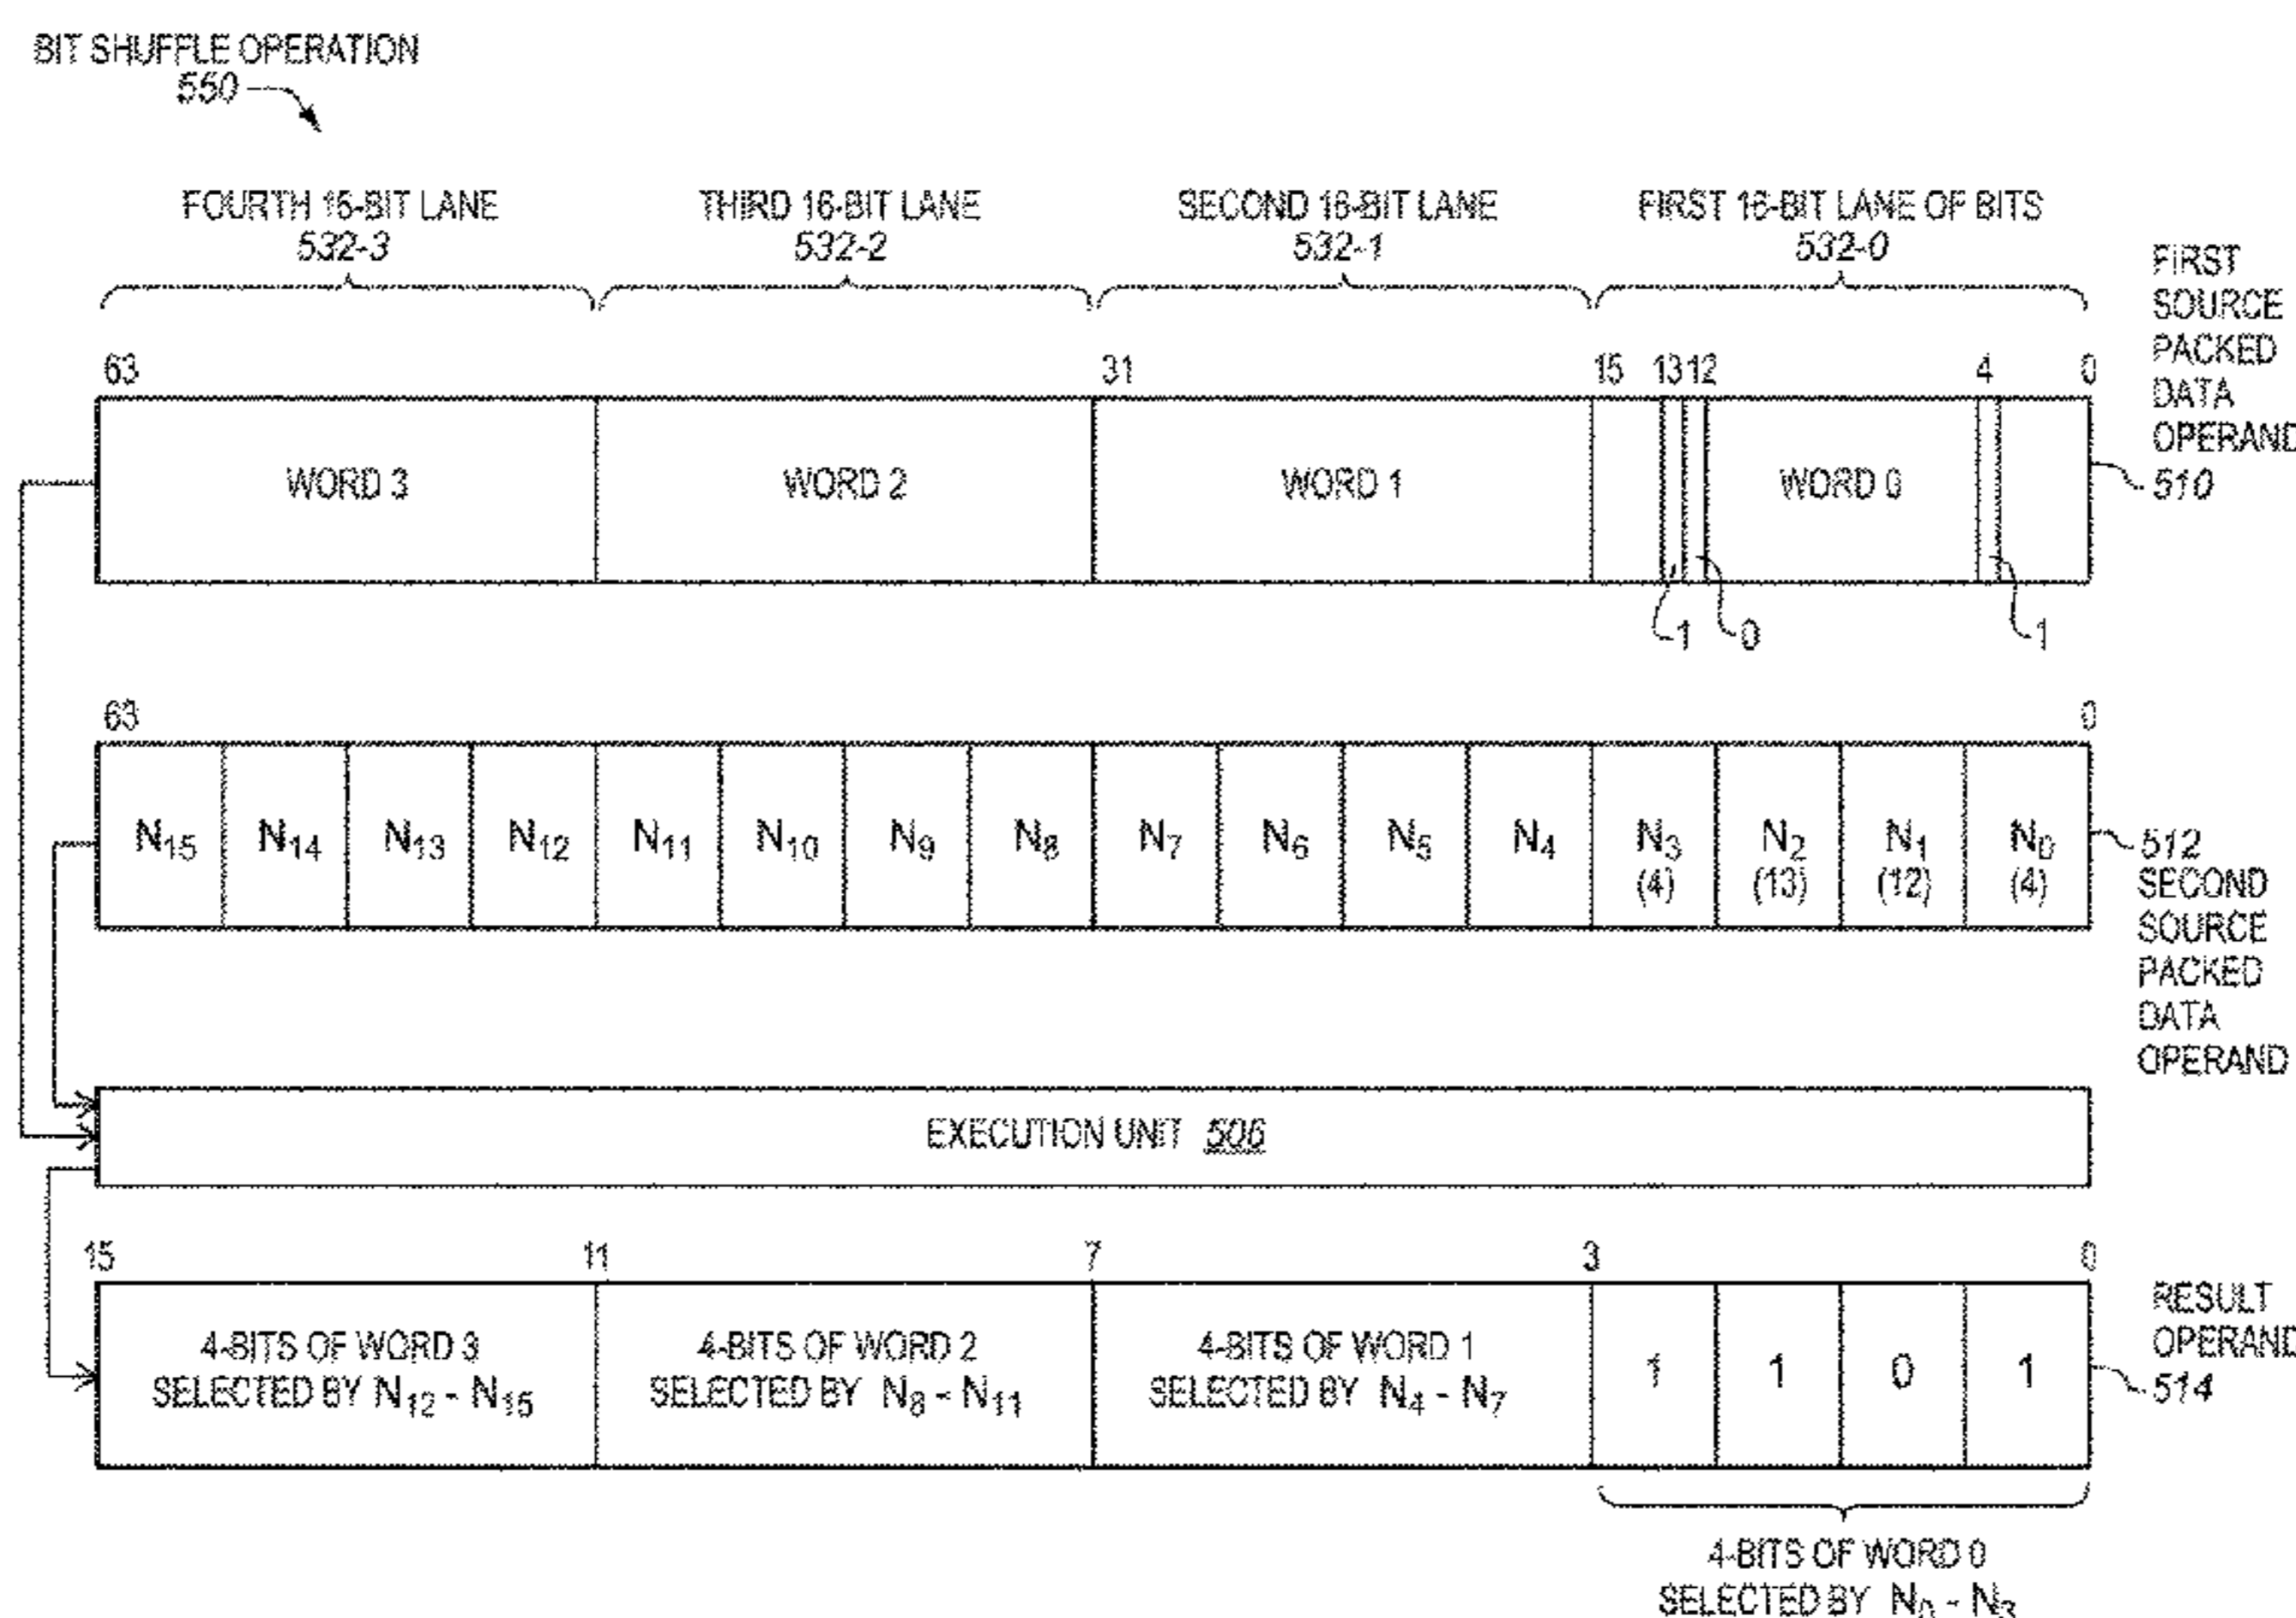 BIT SHUFFLE OPERATION
550
FOURTH 16-BIT LANE
532-3
THIRD 16-BIT LANE
532-2
SECOND 16-BIT LANE
532-1
FIRST 16-BIT LANE OF BITS
532-0
FIRST
SOURCE
PACKED
DATA
OPERAND
510
63 31 15 13 12 4 0
WORD 3 WORD 2 WORD 1 WORD 0
1 0 1
63 0
N15 N14 N13 N12 N11 N10 N9 N8 N7 N6 N5 N4 N3 N2 N1 N0
(4) (13) (12) (4)
512
SECOND
SOURCE
PACKED
DATA
OPERAND
EXECUTION UNIT 506
15 11 7 3 0
4-BITS OF WORD 3
SELECTED BY N12 - N15
4-BITS OF WORD 2
SELECTED BY N8 - N11
4-BITS OF WORD 1
SELECTED BY N4 - N7
1 1 0 1
RESULT
OPERAND
514
4-BITS OF WORD 0
SELECTED BY N0 - N3